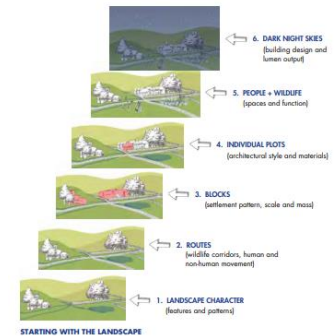 6. DARK NIGHT SKIES
(building design and
lumen output)
5. PEOPLE + WILDLIFE
(spaces and function)
4. INDIVIDUAL PLOTS
(architectural style and materials)
3. BLOCKS
(settlement pattern, scale and mass)
2. ROUTES
(wildlife corridors, human and
non-human movement)
1. LANDSCAPE CHARACTER
(features and patterns)
STARTING WITH THE LANDSCAPE